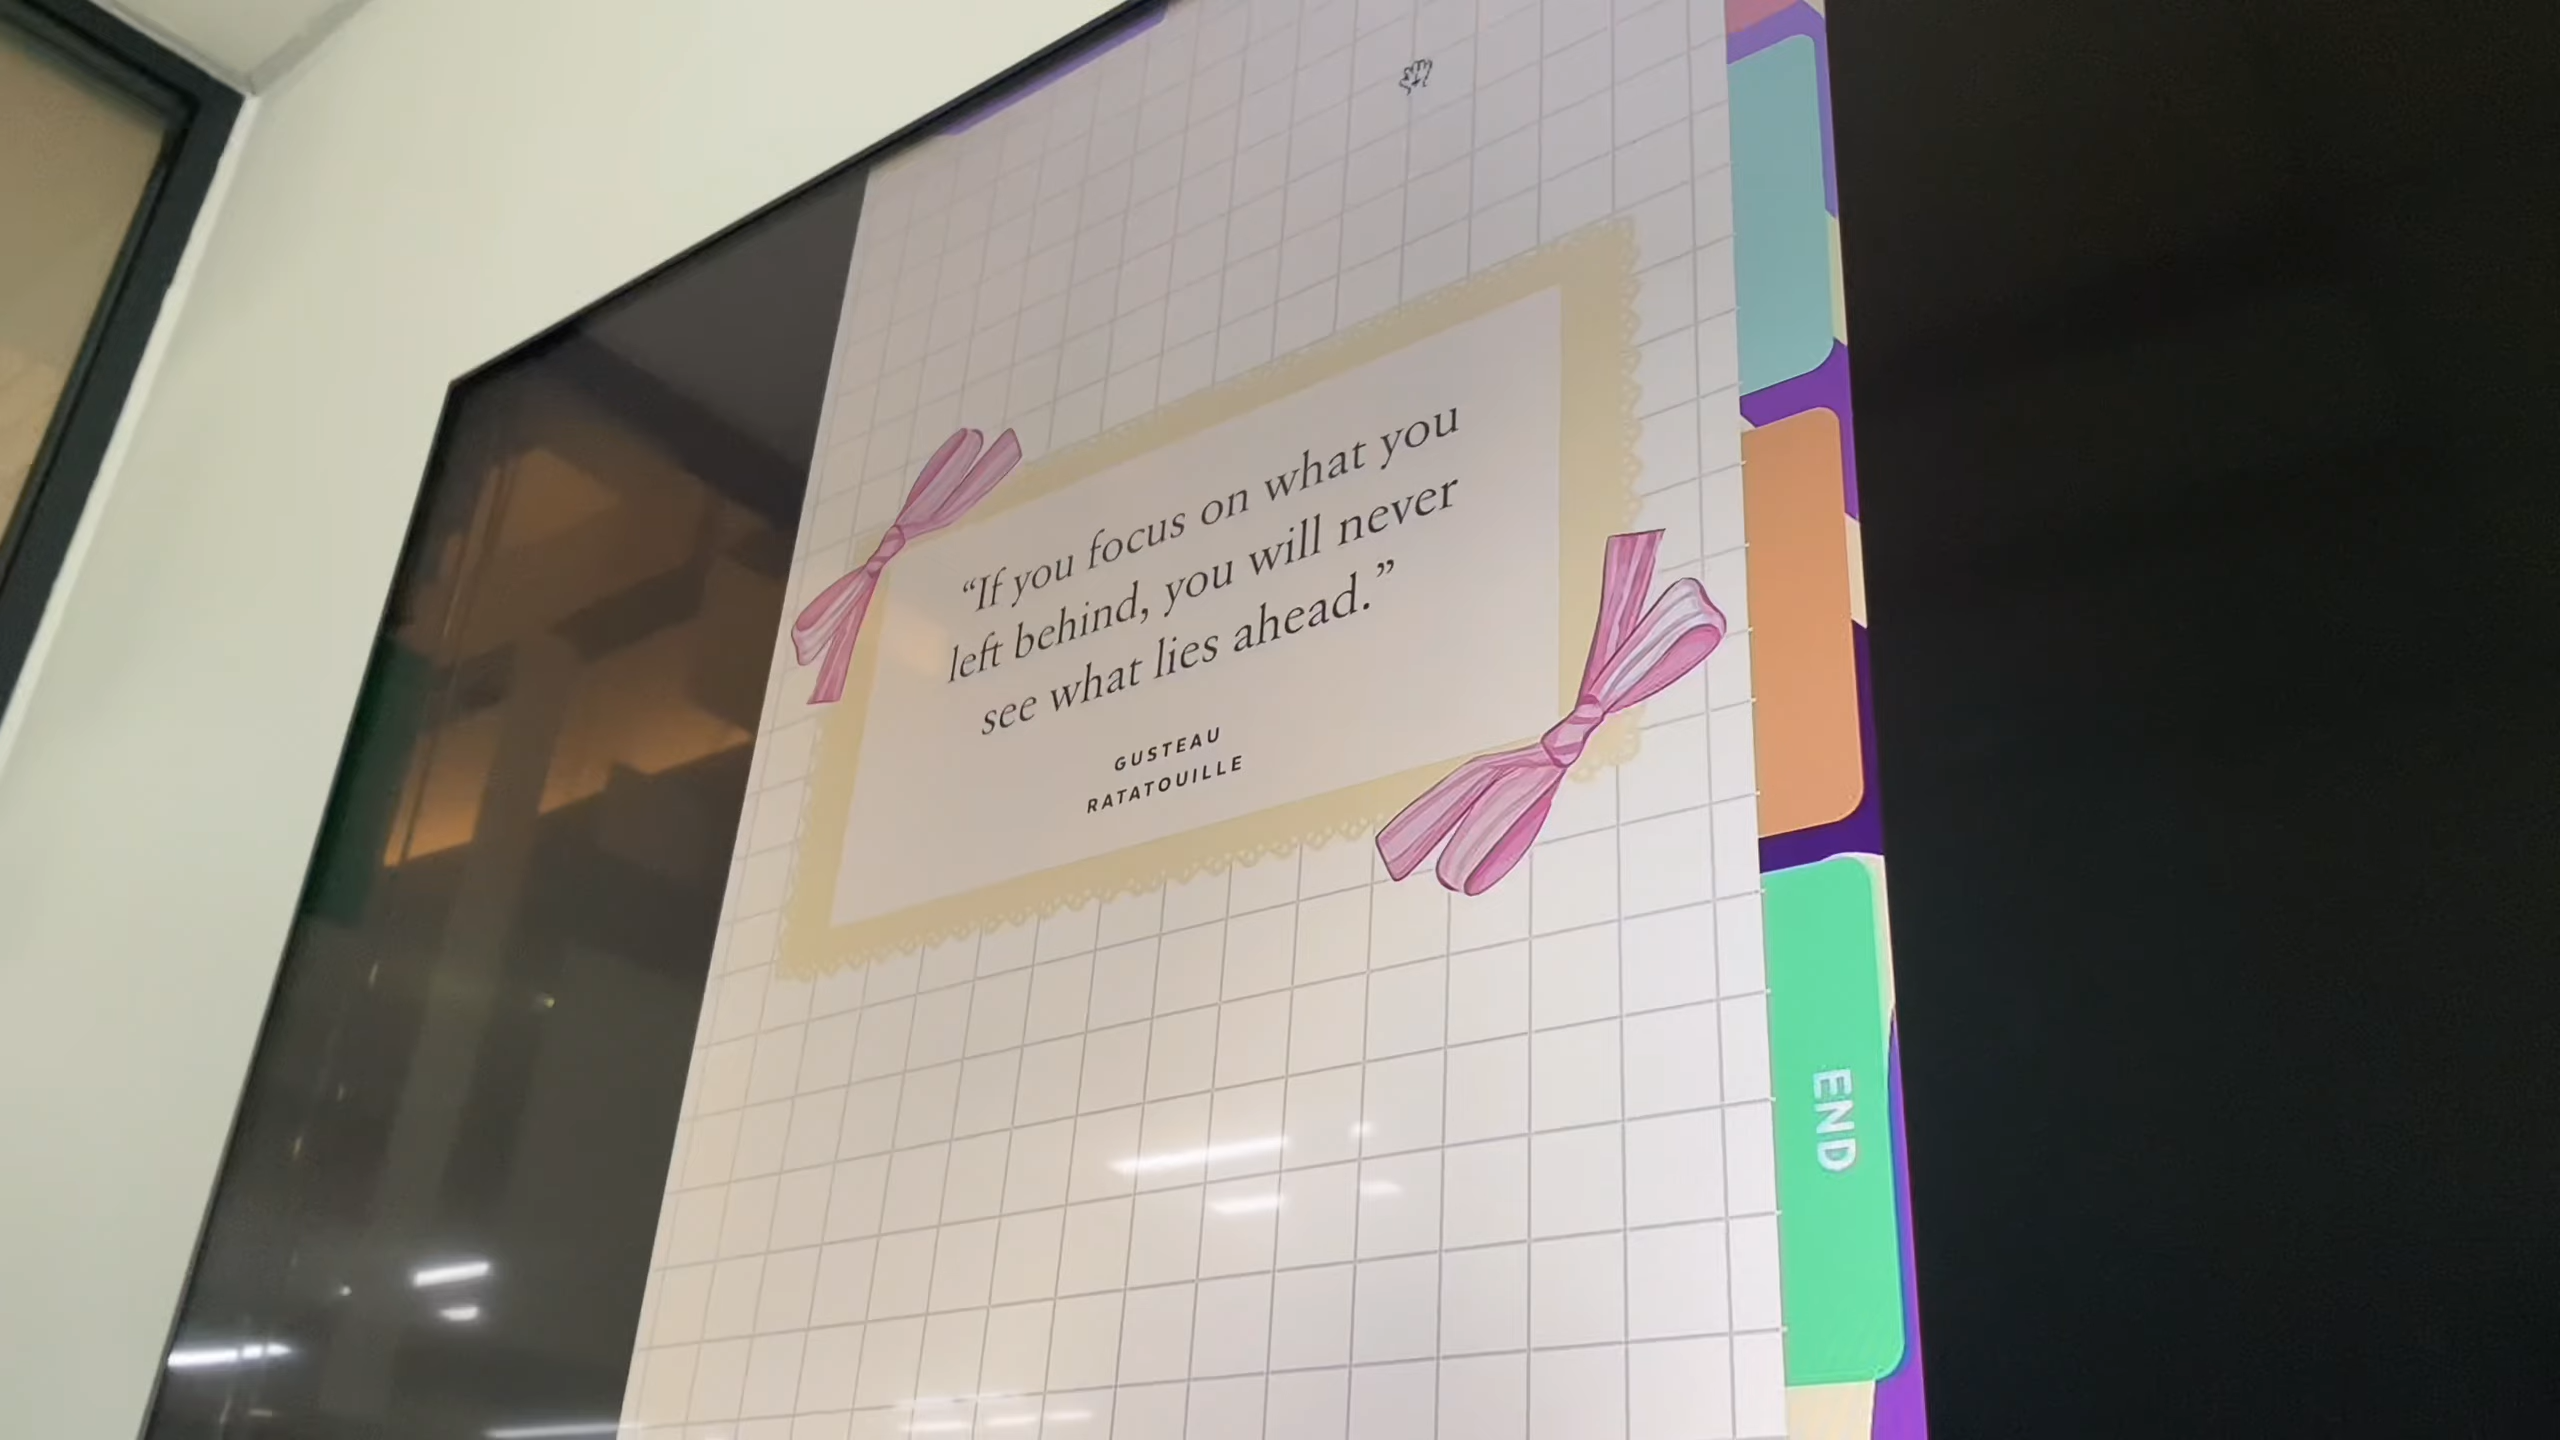 “If you focus on what you
left behind, you will never
see what lies ahead.”
GUSTEAU
RATATOUILLE
END